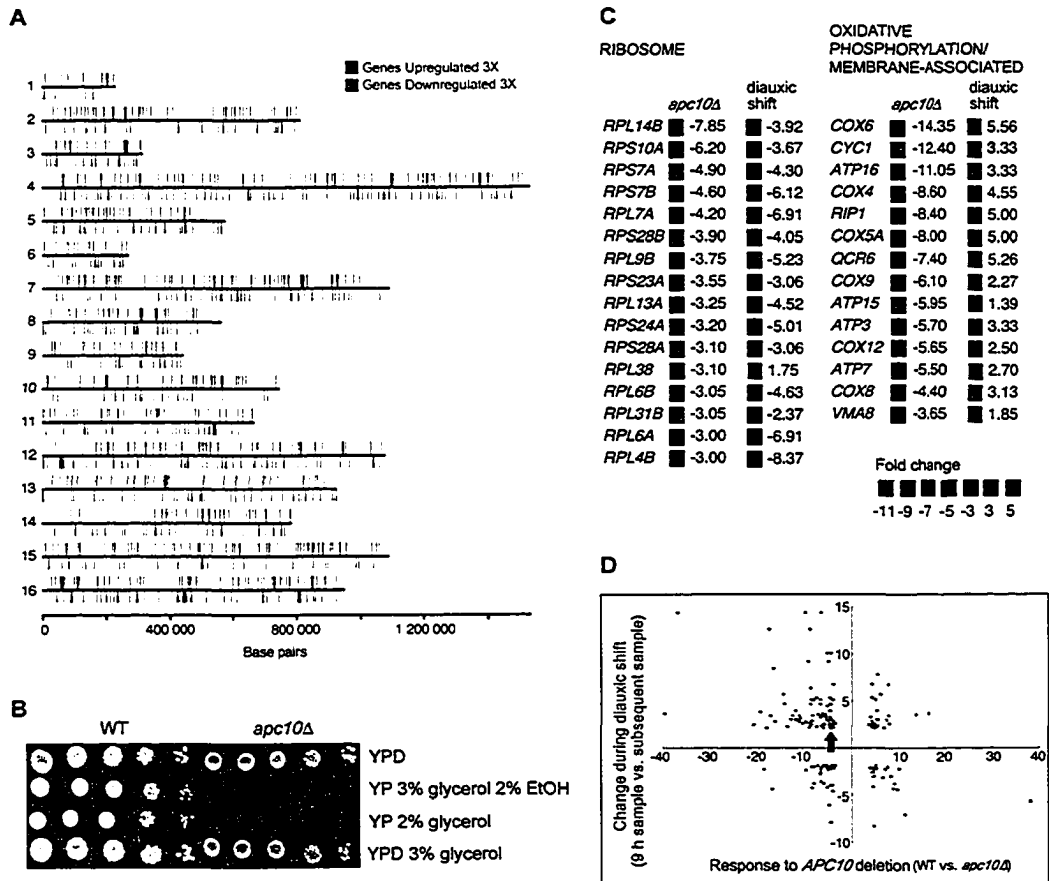 A
Genes Upregulated 3X
Genes Downregulated 3X
1
2
3
4
5
6
7
8
9
10
11
12
13
14
15
16
0 400 000 800 000 1 200 000
Base pairs
B
WT apc10Δ
YPD
YP 3% glycerol 2% EtOH
YP 2% glycerol
YPD 3% glycerol
C
RIBOSOME
apc10Δ diauxic shift
RPL14B -7.85 -3.92
RPS10A -6.20 -3.67
RPS7A -4.90 -4.30
RPS7B -4.60 -6.12
RPL7A -4.20 -6.91
RPS28B -3.90 -4.05
RPL9B -3.75 -5.23
RPS23A -3.55 -3.06
RPL13A -3.25 -4.52
RPS24A -3.20 -5.01
RPS28A -3.10 -3.06
RPL38 -3.10 1.75
RPL6B -3.05 -4.63
RPL31B -3.05 -2.37
RPL6A -3.00 -6.91
RPL4B -3.00 -8.37
OXIDATIVE
PHOSPHORYLATION/
MEMBRANE-ASSOCIATED
apc10Δ diauxic shift
COX6 -14.35 5.56
CYC1 -12.40 3.33
ATP16 -11.05 3.33
COX4 -8.60 4.55
RIP1 -8.40 5.00
COX5A -8.00 5.00
QCR6 -7.40 5.26
COX9 -6.10 2.27
ATP15 -5.95 1.39
ATP3 -5.70 3.33
COX12 -5.65 2.50
ATP7 -5.50 2.70
COX8 -4.40 3.13
VMA8 -3.65 1.85
Fold change
-11 -9 -7 -5 -3 3 5
D
Change during diauxic shift
(9 h sample vs. subsequent sample)
15
10
5
-40 -30 -20 -10 0 10 20 30 40
-5
-10
Response to APC10 deletion (WT vs. apc10Δ)